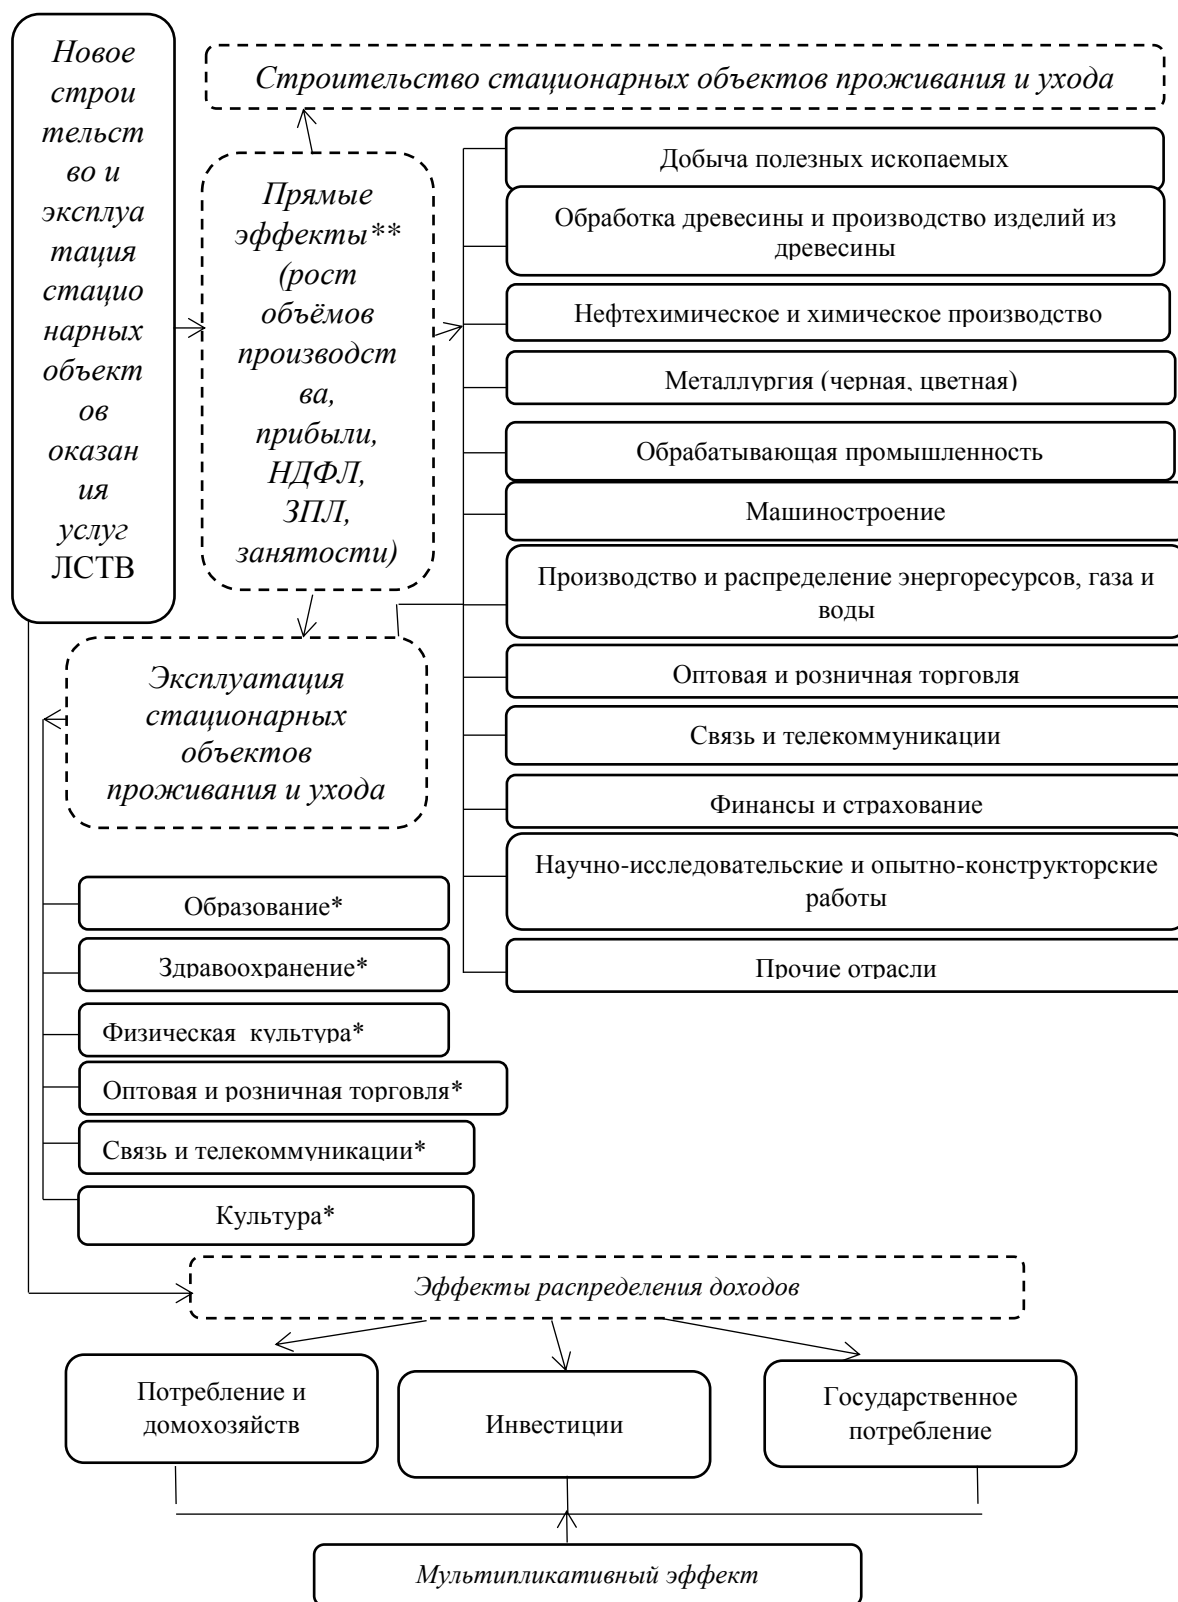 Новое
строи
тельст
во и
эксплуа
тация
стацио
нарных
объект
ов
оказан
ия
услуг
ЛСТВ
Строительство стационарных объектов проживания и ухода
Прямые
эффекты**
(рост
объёмов
производст
ва,
прибыли,
НДФЛ,
ЗПЛ,
занятости)
Добыча полезных ископаемых
Обработка древесины и производство изделий из
древесины
Нефтехимическое и химическое производство
Металлургия (черная, цветная)
Обрабатывающая промышленность
Машиностроение
Производство и распределение энергоресурсов, газа и
воды
Оптовая и розничная торговля
Связь и телекоммуникации
Финансы и страхование
Научно-исследовательские и опытно-конструкторские
работы
Прочие отрасли
Эксплуатация
стационарных
объектов
проживания и ухода
Образование*
Здравоохранение*
Физическая культура*
Оптовая и розничная торговля*
Связь и телекоммуникации*
Культура*
Эффекты распределения доходов
Потребление и
домохозяйств
Инвестиции
Государственное
потребление
Мультипликативный эффект